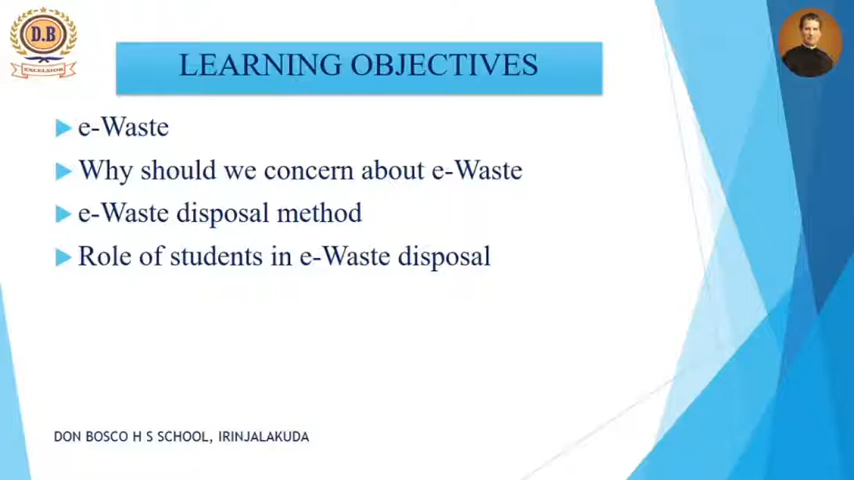 D.B
EXCELSIOR
LEARNING OBJECTIVES
e-Waste
Why should we concern about e-Waste
e-Waste disposal method
Role of students in e-Waste disposal
DON BOSCO H S SCHOOL, IRINJALAKUDA